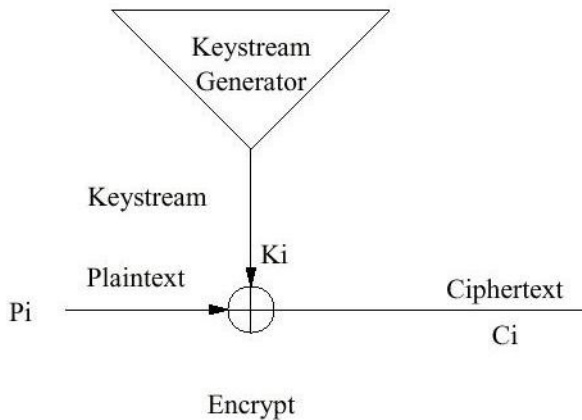 Keystream
Generator
Keystream
Ki
Plaintext
Ciphertext
Pi
Ci
Encrypt